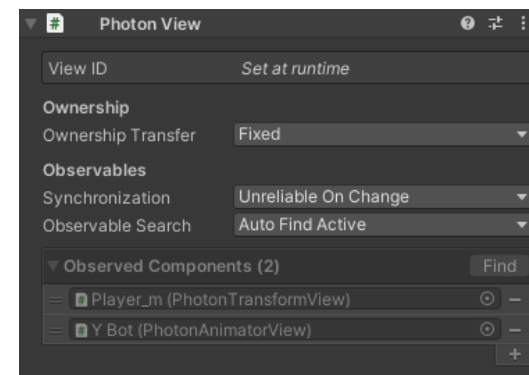 Photon View
View ID Set at runtime
Ownership
Ownership Transfer Fixed
Observables
Synchronization Unreliable On Change
Observable Search Auto Find Active
Observed Components (2) Find
Player_m (PhotonTransformView)
Y Bot (PhotonAnimatorView)